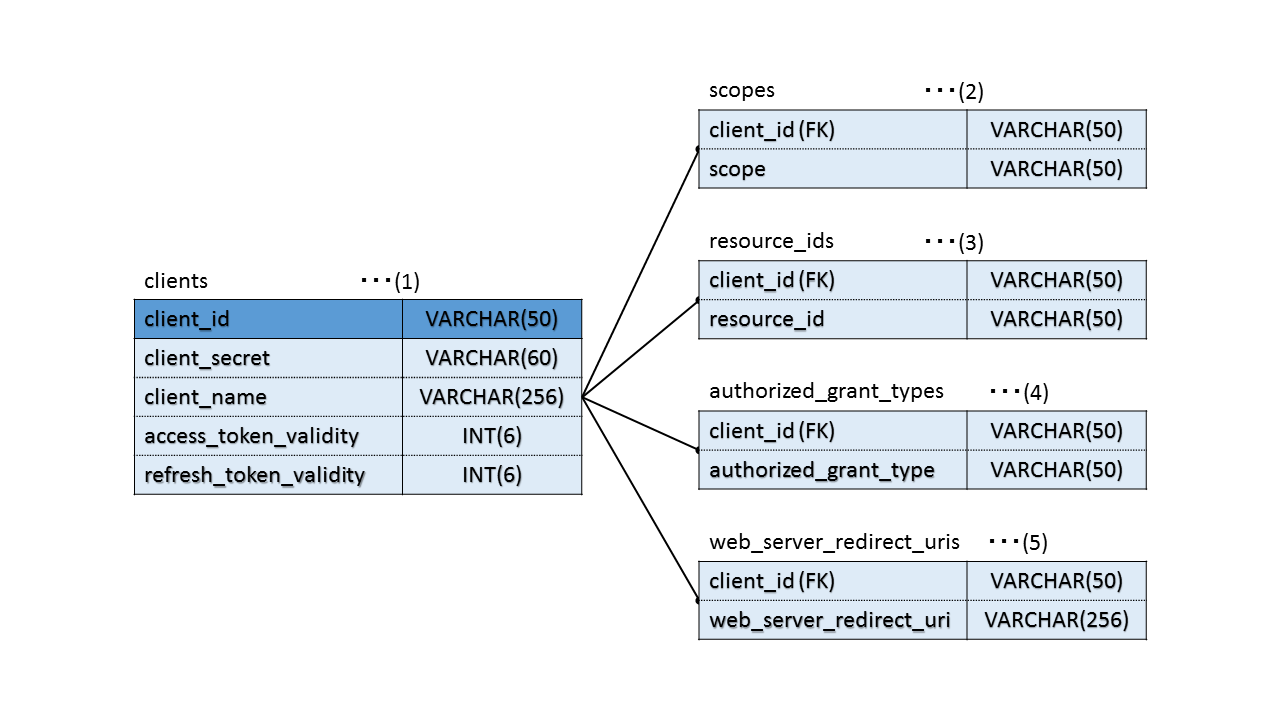 clients ･･･(1)
client_id VARCHAR(50)
client_secret VARCHAR(60)
client_name VARCHAR(256)
access_token_validity INT(6)
refresh_token_validity INT(6)
scopes ･･･(2)
client_id (FK) VARCHAR(50)
scope VARCHAR(50)
resource_ids ･･･(3)
client_id (FK) VARCHAR(50)
resource_id VARCHAR(50)
authorized_grant_types ･･･(4)
client_id (FK) VARCHAR(50)
authorized_grant_type VARCHAR(50)
web_server_redirect_uris ･･･(5)
client_id (FK) VARCHAR(50)
web_server_redirect_uri VARCHAR(256)